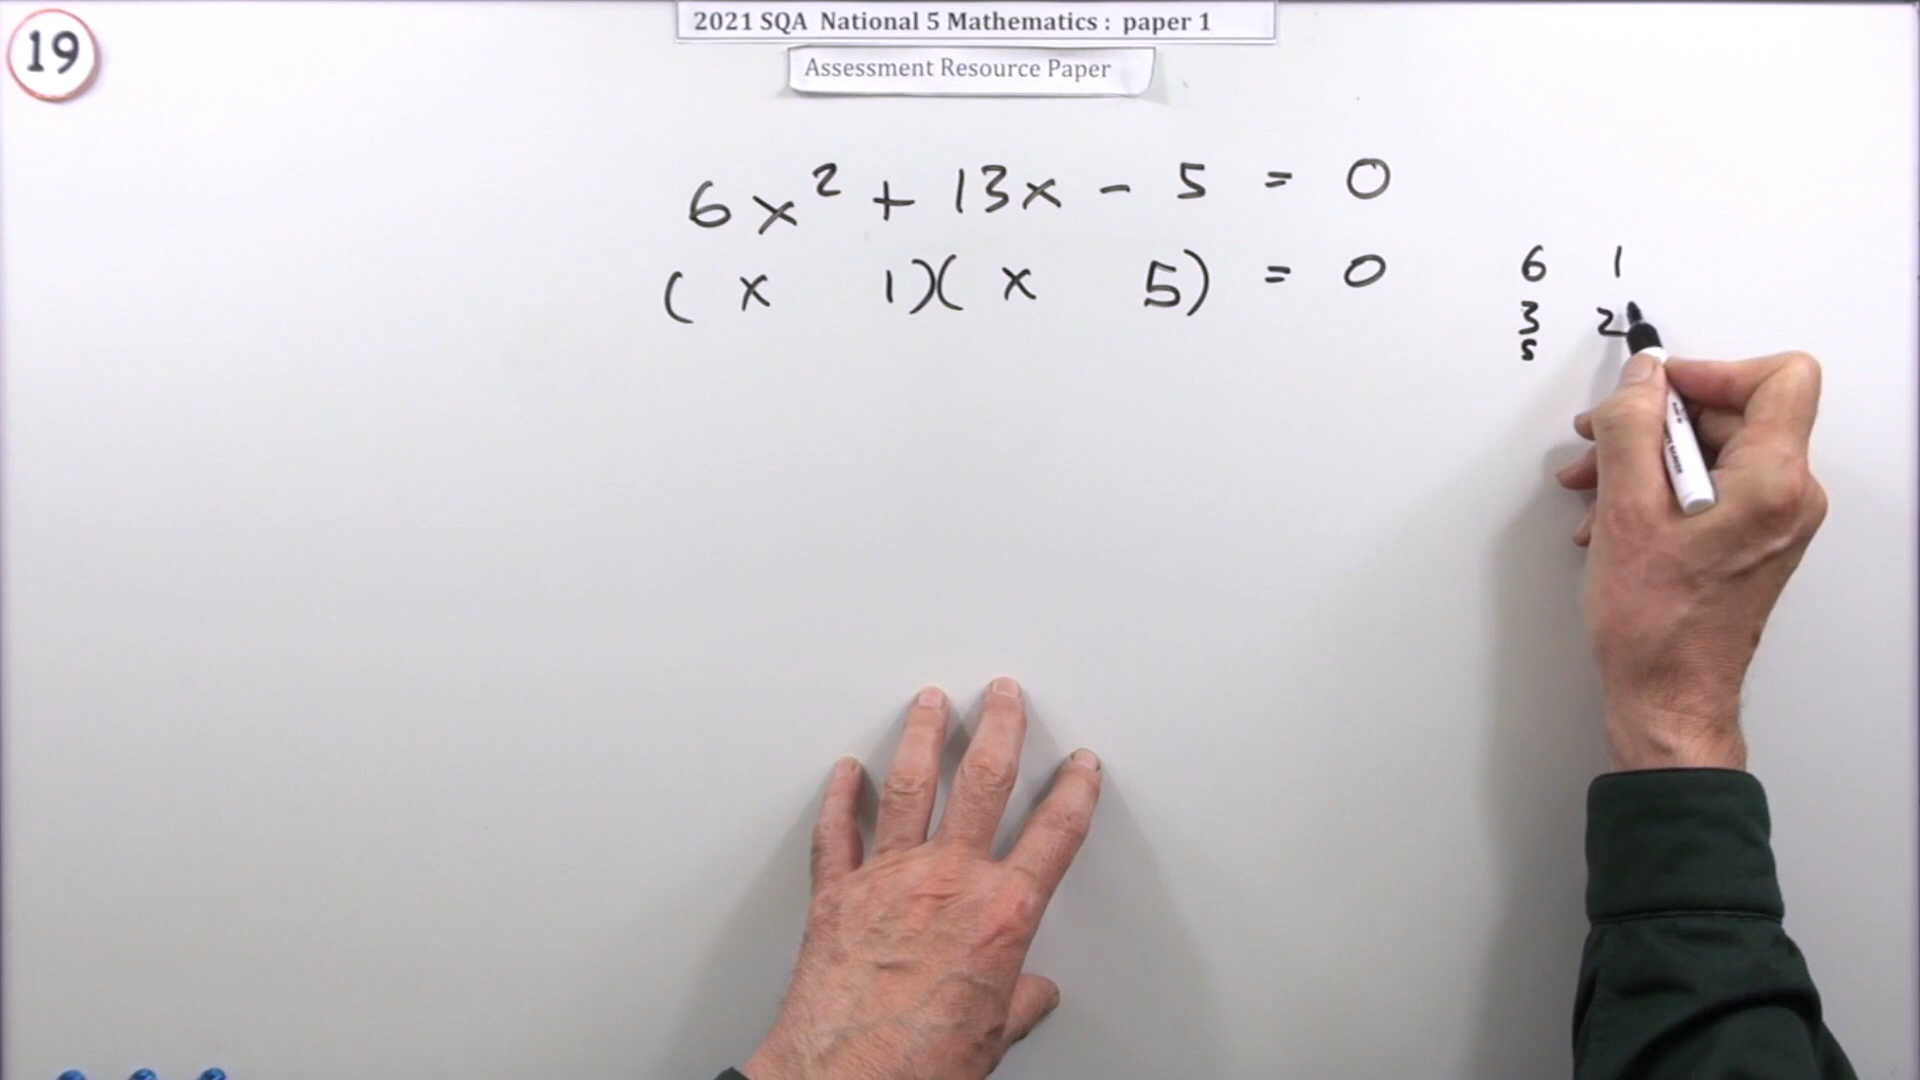 19
2021 SQA National 5 Mathematics : paper 1
Assessment Resource Paper
6x² + 13x - 5 = 0
( x 1)( x 5) = 0
6 1
3 2
5